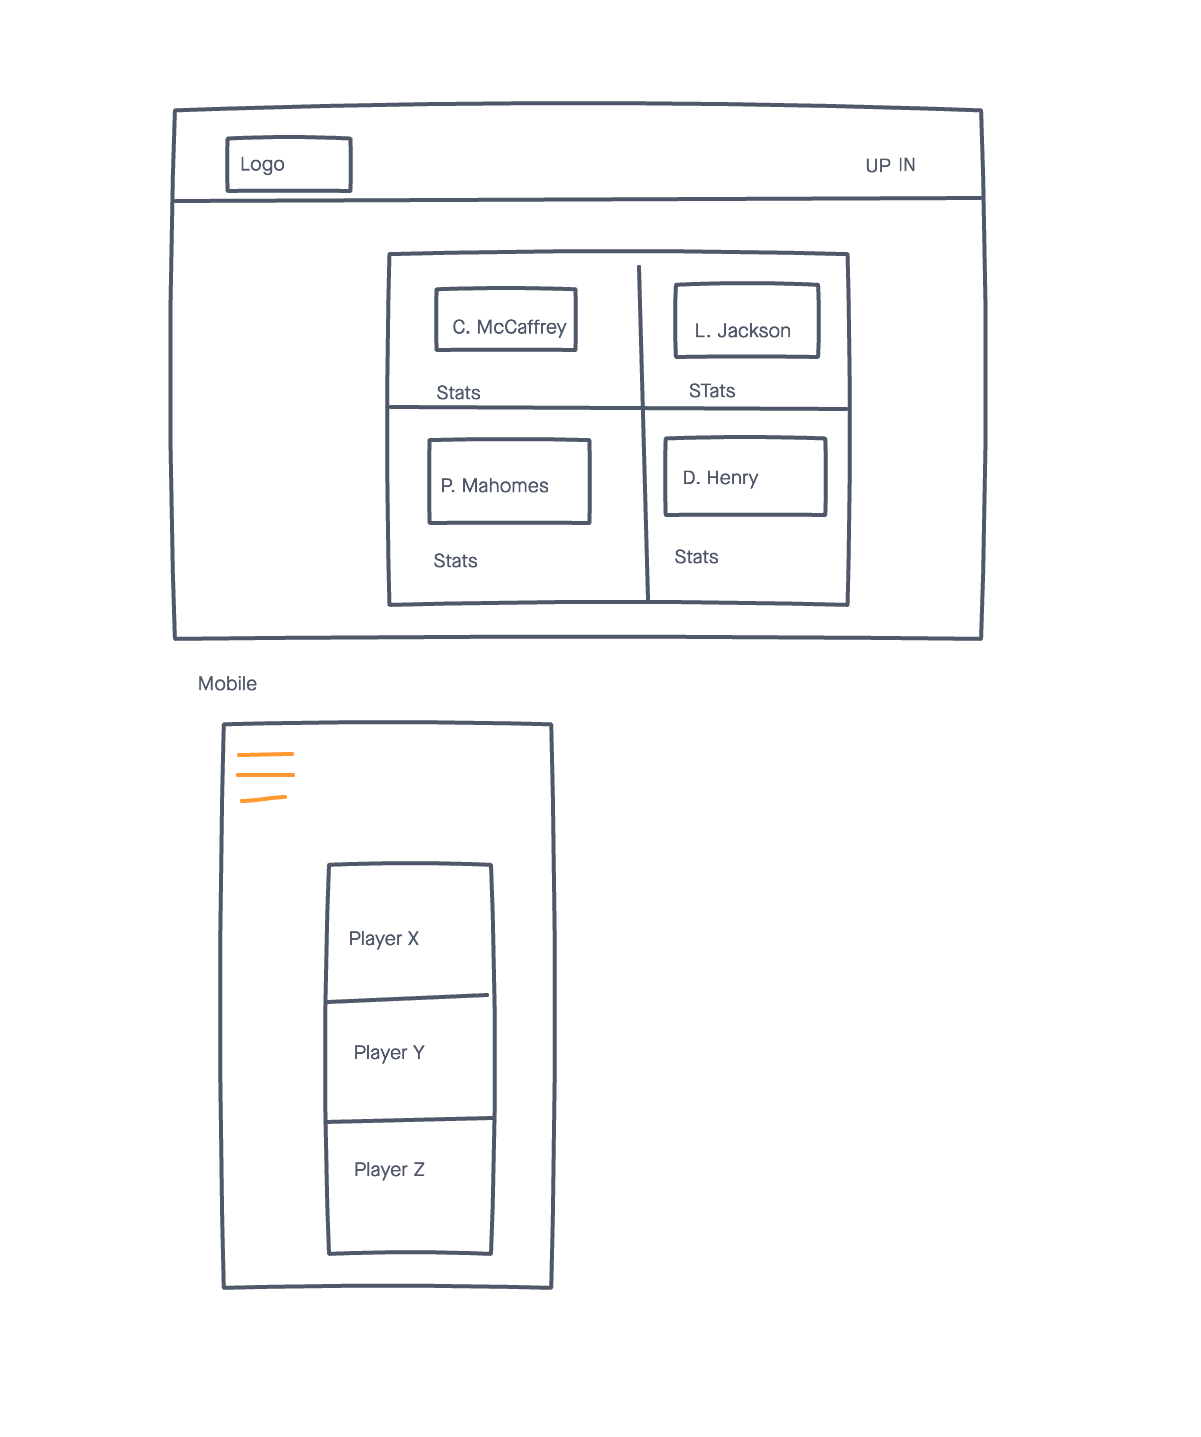 Logo
UP IN
C. McCaffrey
L. Jackson
Stats
STats
P. Mahomes
D. Henry
Stats
Stats
Mobile
Player X
Player Y
Player Z